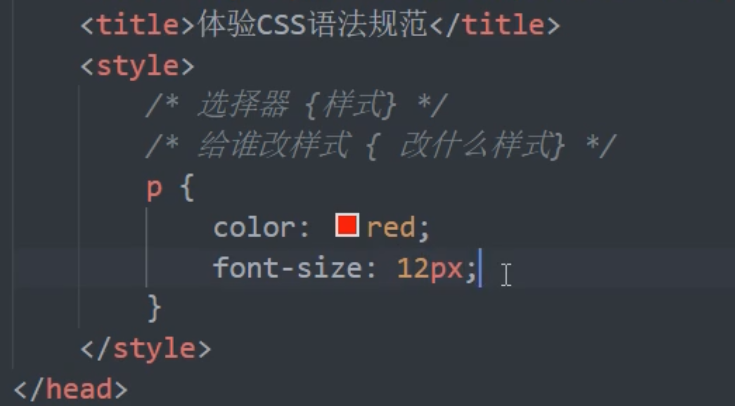 <title>体验CSS语法规范</title>
<style>
/* 选择器 {样式} */
/* 给谁改样式 { 改什么样式} */
p {
color: red;
font-size: 12px;
}
</style>
</head>